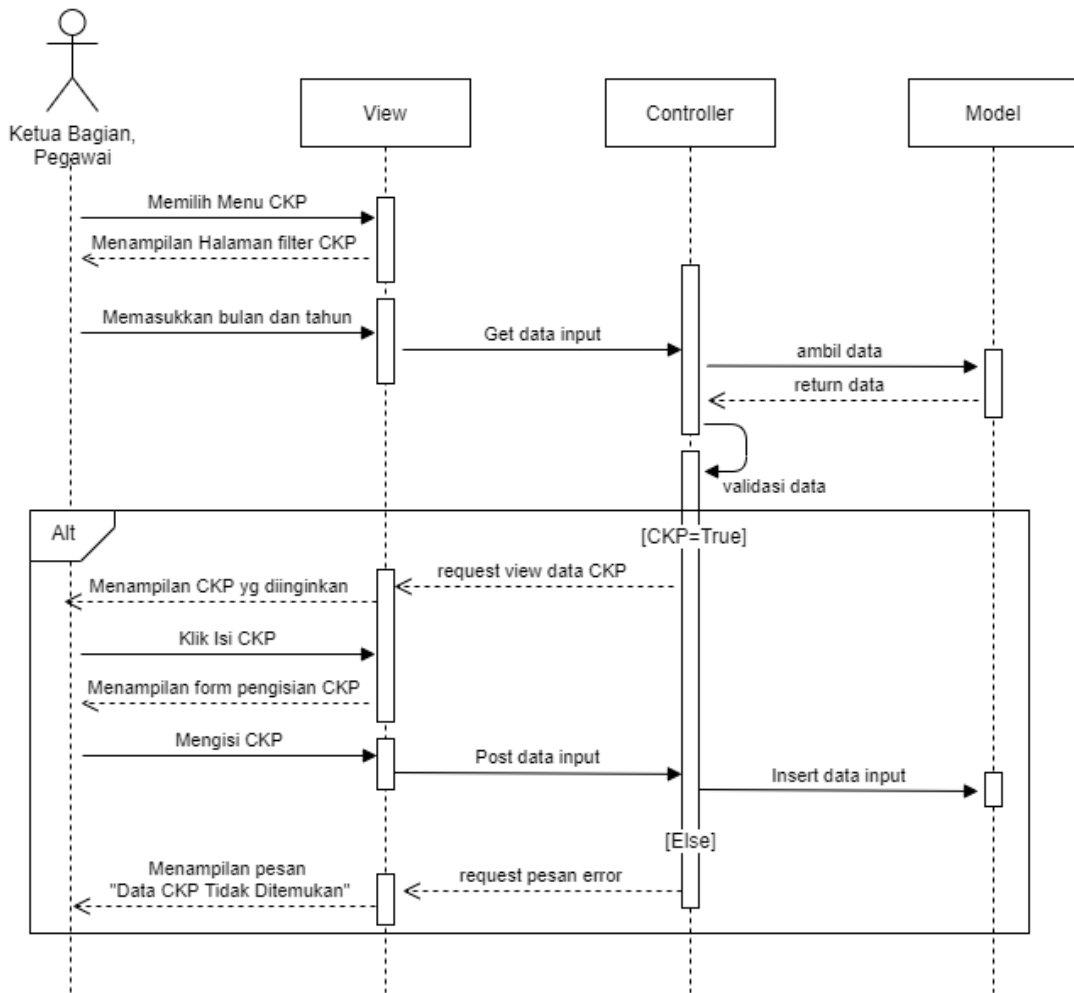 Ketua Bagian,
Pegawai
View
Controller
Model
Memilih Menu CKP
Menampilan Halaman filter CKP
Memasukkan bulan dan tahun
Get data input
ambil data
return data
validasi data
Alt
[CKP=True]
request view data CKP
Menampilan CKP yg diinginkan
Klik Isi CKP
Menampilan form pengisian CKP
Mengisi CKP
Post data input
Insert data input
[Else]
Menampilan pesan
"Data CKP Tidak Ditemukan"
request pesan error